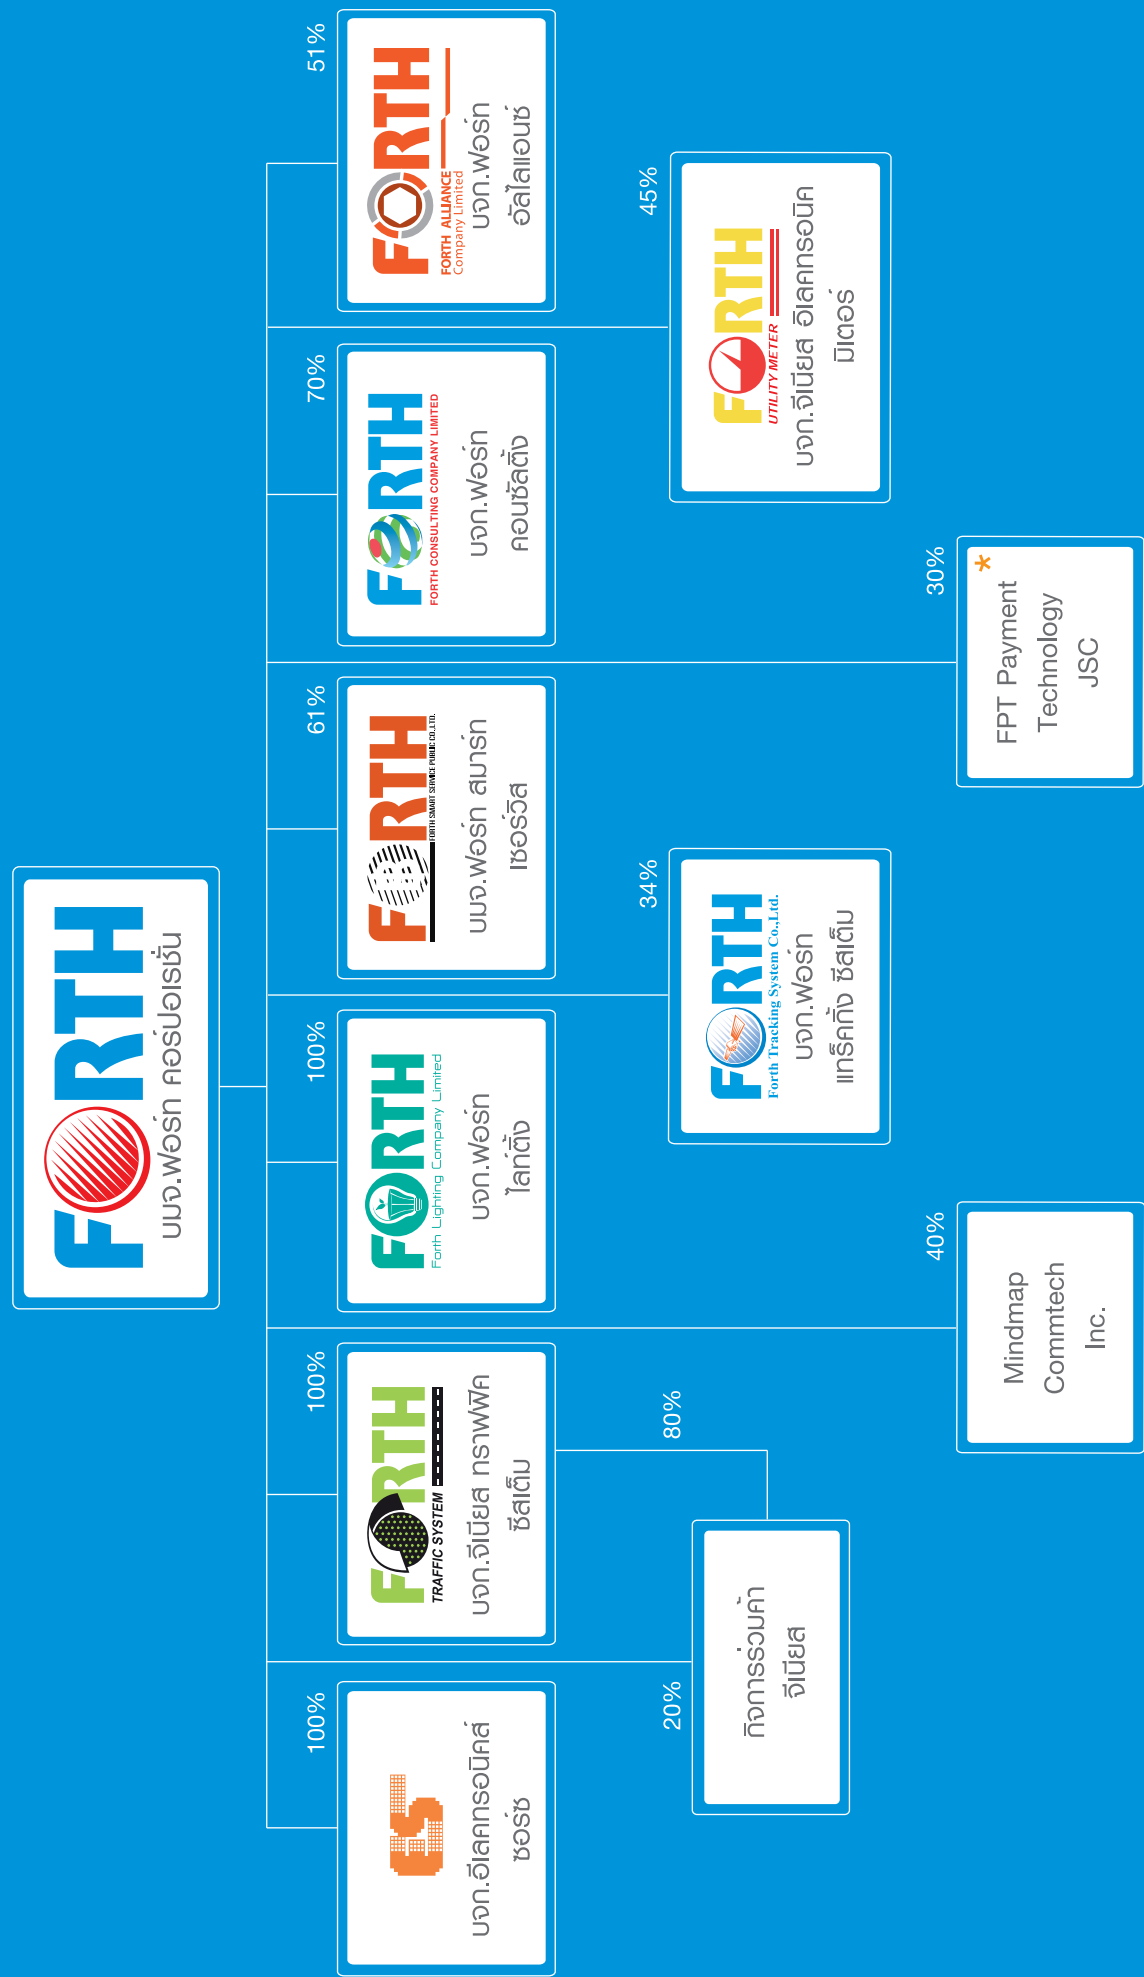 FORTH
บมจ.ฟอร์ท คอร์ปอเรชั่น
100%
ES
บจก.อีเลคทรอนิคส์
ซอร์ซ
100%
FORTH
TRAFFIC SYSTEM
บจก.จีเนียส ทราฟฟิค
ซีสเต็ม
100%
FORTH
Forth Lighting Company Limited
บจก.ฟอร์ท
ไลท์ติ้ง
61%
FORTH
FORTH SMART SERVICE PUBLIC CO.,LTD.
บมจ.ฟอร์ท สมาร์ท
เซอร์วิส
70%
FORTH
FORTH CONSULTING COMPANY LIMITED
บจก.ฟอร์ท
คอนซัลติ้ง
51%
FORTH
FORTH ALLIANCE
Company Limited
บจก.ฟอร์ท
อัลไลแอนซ์
20%
80%
กิจการร่วมค้า
จีเนียส
34%
FORTH
Forth Tracking System Co.,Ltd.
บจก.ฟอร์ท
แทร็คกิ้ง ซีสเต็ม
45%
FORTH
UTILITY METER
บจก.จีเนียส อิเลคทรอนิค
มิเตอร์
40%
Mindmap
Commtech
Inc.
30%
*
FPT Payment
Technology
JSC